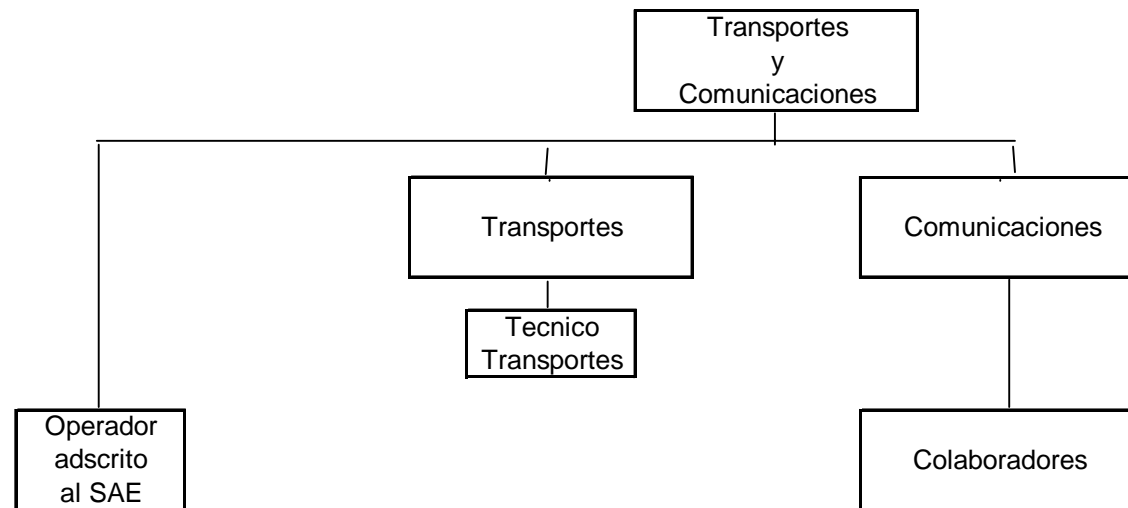 Transportes
y
Comunicaciones
Transportes
Comunicaciones
Tecnico
Transportes
Operador
adscrito
al SAE
Colaboradores